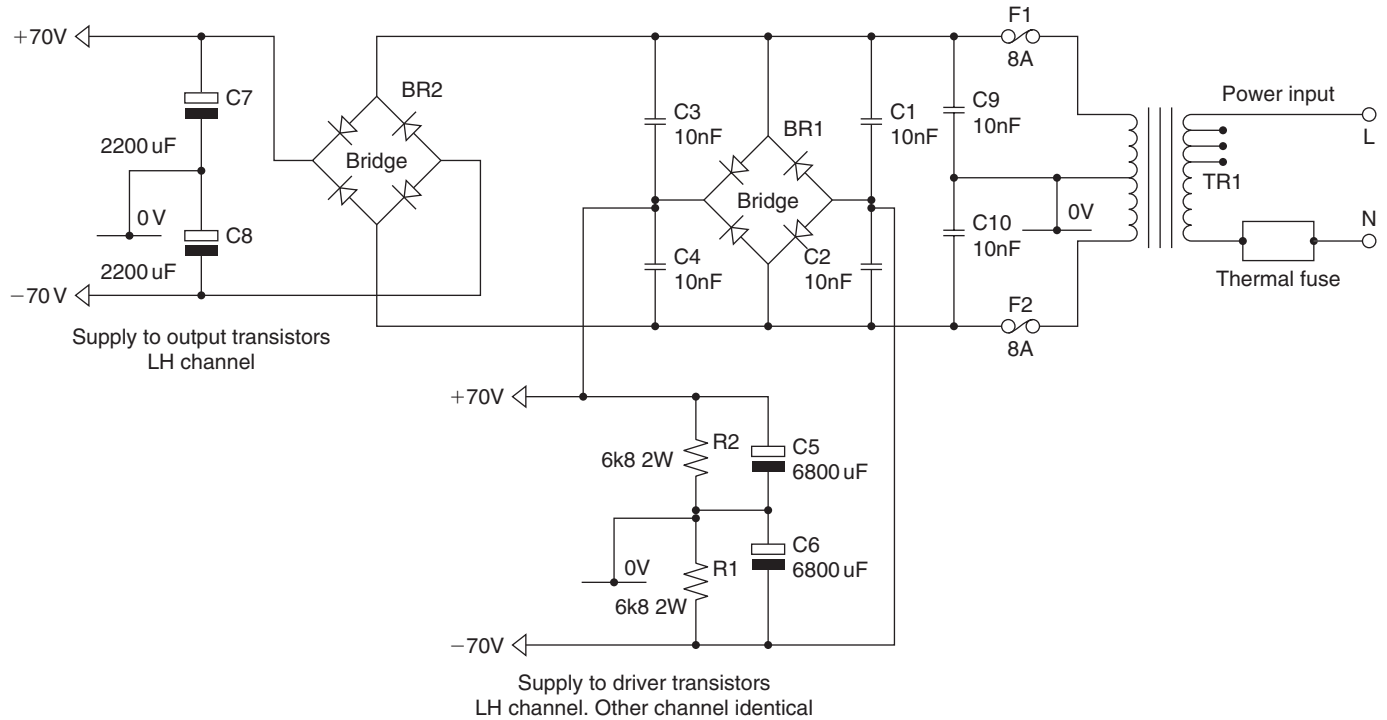 +70V
C7
2200 uF
0 V
C8
2200 uF
−70 V
Supply to output transistors
LH channel
BR2
Bridge
C3
10nF
C4
10nF
BR1
Bridge
C1
10nF
C2
10nF
C9
10nF
C10
10nF
F1
8A
0V
F2
8A
Power input
L
TR1
N
Thermal fuse
+70V
R2
6k8 2W
C5
6800 uF
0V
R1
6k8 2W
C6
6800 uF
−70V
Supply to driver transistors
LH channel. Other channel identical